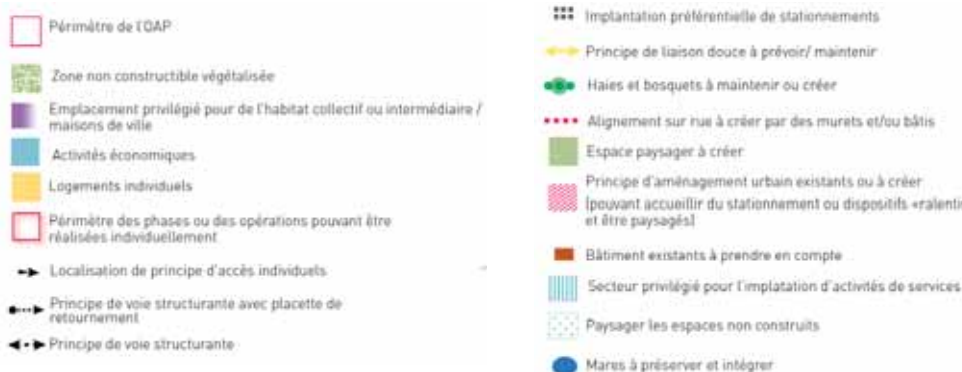 Périmètre de l'OAP
Zone non constructible végétalisée
Emplacement privilégié pour de l'habitat collectif ou intermédiaire /
maisons de ville
Activités économiques
Logements individuels
Périmètre des phases ou des opérations pouvant être
réalisées individuellement
Localisation de principe d'accès individuels
Principe de voie structurante avec placette de
retournement
Principe de voie structurante
Implantation préférentielle de stationnements
Principe de liaison douce à prévoir/ maintenir
Haies et bosquets à maintenir ou créer
Alignement sur rue à créer par des murets et/ou bâtis
Espace paysager à créer
Principe d'aménagement urbain existants ou à créer
(pouvant accueillir du stationnement ou dispositifs «ralenti
et être paysagés)
Bâtiment existants à prendre en compte
Secteur privilégié pour l'implatation d'activités de services
Paysager les espaces non construits
Mares à préserver et intégrer